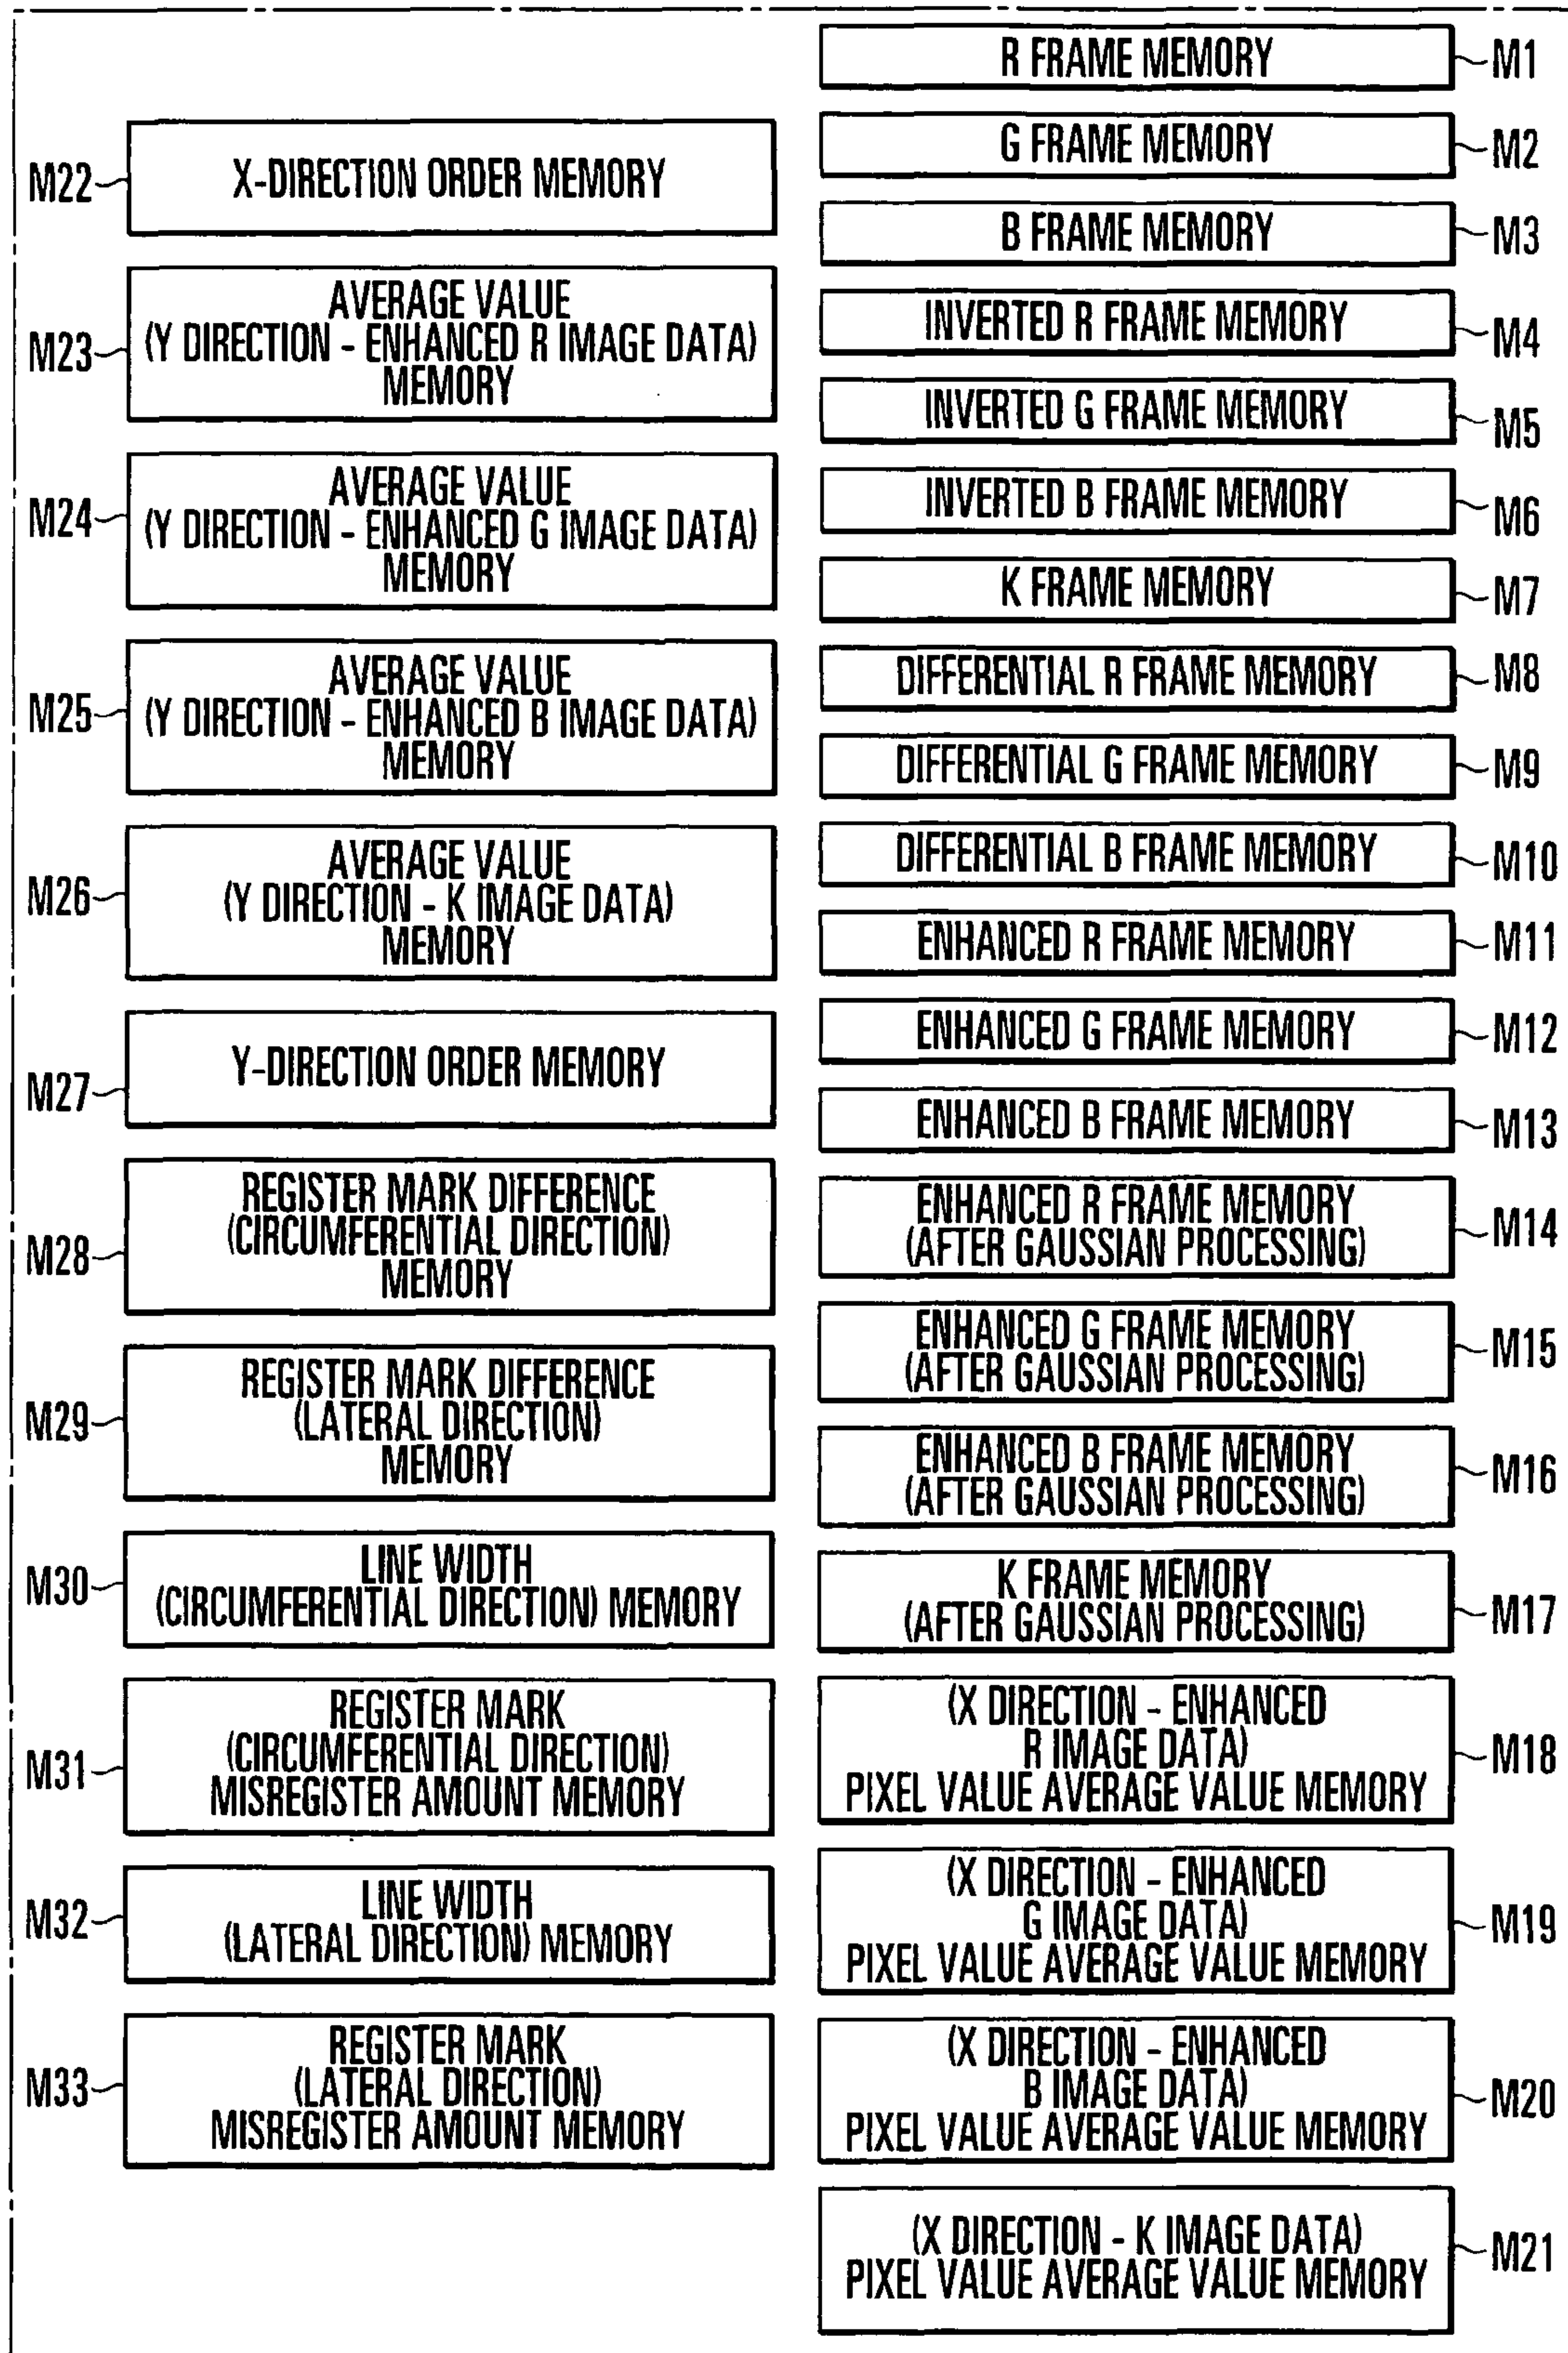 R FRAME MEMORY
M1
G FRAME MEMORY
M2
B FRAME MEMORY
M3
INVERTED R FRAME MEMORY
M4
INVERTED G FRAME MEMORY
M5
INVERTED B FRAME MEMORY
M6
K FRAME MEMORY
M7
DIFFERENTIAL R FRAME MEMORY
M8
DIFFERENTIAL G FRAME MEMORY
M9
DIFFERENTIAL B FRAME MEMORY
M10
ENHANCED R FRAME MEMORY
M11
ENHANCED G FRAME MEMORY
M12
ENHANCED B FRAME MEMORY
M13
ENHANCED R FRAME MEMORY
(AFTER GAUSSIAN PROCESSING)
M14
ENHANCED G FRAME MEMORY
(AFTER GAUSSIAN PROCESSING)
M15
ENHANCED B FRAME MEMORY
(AFTER GAUSSIAN PROCESSING)
M16
K FRAME MEMORY
(AFTER GAUSSIAN PROCESSING)
M17
(X DIRECTION - ENHANCED
R IMAGE DATA)
PIXEL VALUE AVERAGE VALUE MEMORY
M18
(X DIRECTION - ENHANCED
G IMAGE DATA)
PIXEL VALUE AVERAGE VALUE MEMORY
M19
(X DIRECTION - ENHANCED
B IMAGE DATA)
PIXEL VALUE AVERAGE VALUE MEMORY
M20
(X DIRECTION - K IMAGE DATA)
PIXEL VALUE AVERAGE VALUE MEMORY
M21
M22
X-DIRECTION ORDER MEMORY
M23
AVERAGE VALUE
(Y DIRECTION - ENHANCED R IMAGE DATA)
MEMORY
M24
AVERAGE VALUE
(Y DIRECTION - ENHANCED G IMAGE DATA)
MEMORY
M25
AVERAGE VALUE
(Y DIRECTION - ENHANCED B IMAGE DATA)
MEMORY
M26
AVERAGE VALUE
(Y DIRECTION - K IMAGE DATA)
MEMORY
M27
Y-DIRECTION ORDER MEMORY
M28
REGISTER MARK DIFFERENCE
(CIRCUMFERENTIAL DIRECTION)
MEMORY
M29
REGISTER MARK DIFFERENCE
(LATERAL DIRECTION)
MEMORY
M30
LINE WIDTH
(CIRCUMFERENTIAL DIRECTION) MEMORY
M31
REGISTER MARK
(CIRCUMFERENTIAL DIRECTION)
MISREGISTER AMOUNT MEMORY
M32
LINE WIDTH
(LATERAL DIRECTION) MEMORY
M33
REGISTER MARK
(LATERAL DIRECTION)
MISREGISTER AMOUNT MEMORY